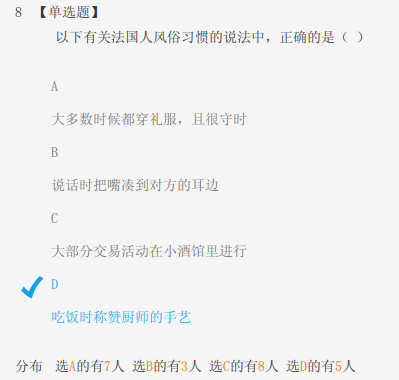 8 【单选题】
以下有关法国人风俗习惯的说法中，正确的是（ ）
A
大多数时候都穿礼服，且很守时
B
说话时把嘴凑到对方的耳边
C
大部分交易活动在小酒馆里进行
D
吃饭时称赞厨师的手艺
分布 选A的有7人 选B的有3人 选C的有8人 选D的有5人